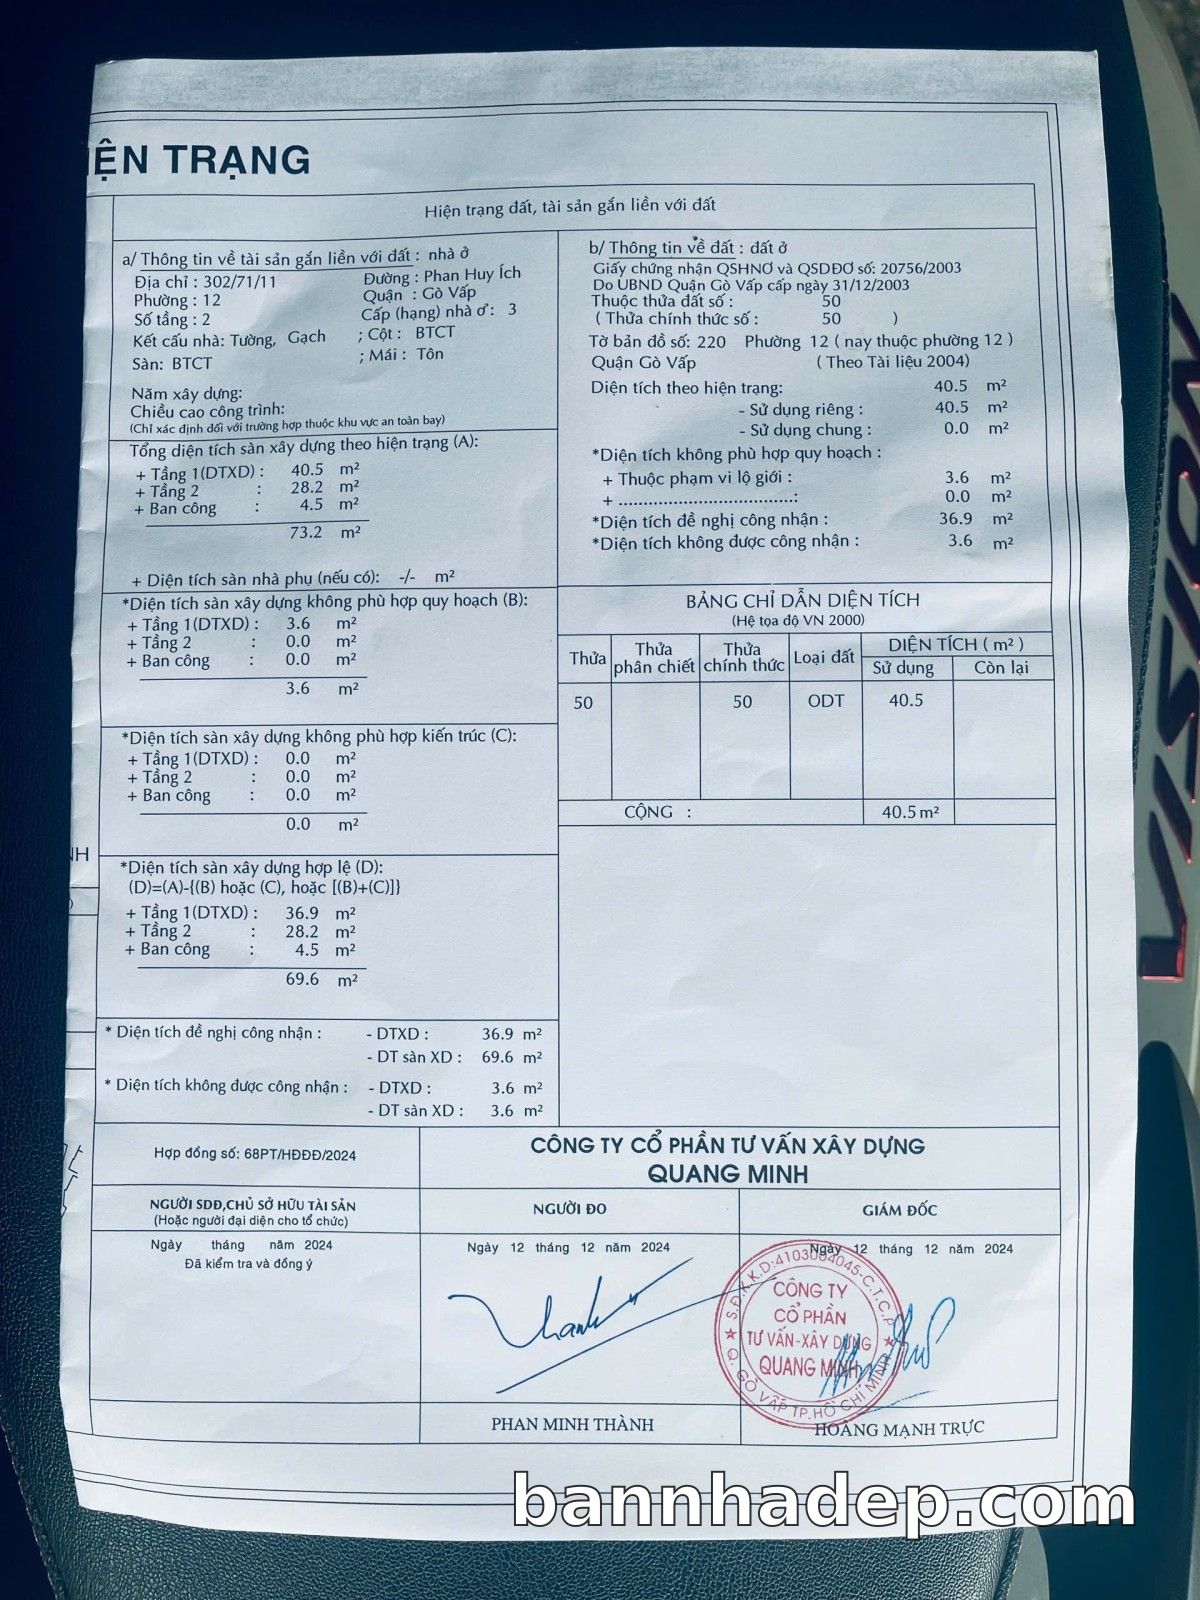 ỆN TRẠNG
Hiện trạng đất, tài sản gắn liền với đất
a/ Thông tin về tài sản gắn liền với đất : nhà ở
Địa chỉ : 302/71/11 Đường : Phan Huy Ích
Phường : 12 Quận : Gò Vấp
Số tầng : 2 Cấp (hạng) nhà ở : 3
Kết cấu nhà: Tường, Gạch ; Cột : BTCT
Sàn: BTCT ; Mái : Tôn
Năm xây dựng:
Chiều cao công trình:
(Chỉ xác định đối với trường hợp thuộc khu vực an toàn bay)
Tổng diện tích sàn xây dựng theo hiện trạng (A):
+ Tầng 1(DTXD) : 40.5 m²
+ Tầng 2 : 28.2 m²
+ Ban công : 4.5 m²
73.2 m²
+ Diện tích sàn nhà phụ (nếu có): -/- m²
*Diện tích sàn xây dựng không phù hợp quy hoạch (B):
+ Tầng 1(DTXD) : 3.6 m²
+ Tầng 2 : 0.0 m²
+ Ban công : 0.0 m²
3.6 m²
*Diện tích sàn xây dựng không phù hợp kiến trúc (C):
+ Tầng 1(DTXD) : 0.0 m²
+ Tầng 2 : 0.0 m²
+ Ban công : 0.0 m²
0.0 m²
*Diện tích sàn xây dựng hợp lệ (D):
(D)=(A)-{(B) hoặc (C), hoặc [(B)+(C)]}
+ Tầng 1(DTXD) : 36.9 m²
+ Tầng 2 : 28.2 m²
+ Ban công : 4.5 m²
69.6 m²
* Diện tích đề nghị công nhận : - DTXD : 36.9 m²
- DT sàn XD : 69.6 m²
* Diện tích không được công nhận : - DTXD : 3.6 m²
- DT sàn XD : 3.6 m²
b/ Thông tin về đất : đất ở
Giấy chứng nhận QSHNƠ và QSDĐƠ số: 20756/2003
Do UBND Quận Gò Vấp cấp ngày 31/12/2003
Thuộc thửa đất số : 50
( Thửa chính thức số : 50 )
Tờ bản đồ số: 220 Phường 12 ( nay thuộc phường 12 )
Quận Gò Vấp ( Theo Tài liệu 2004)
Diện tích theo hiện trạng: 40.5 m²
- Sử dụng riêng : 40.5 m²
- Sử dụng chung : 0.0 m²
*Diện tích không phù hợp quy hoạch :
+ Thuộc phạm vi lộ giới : 3.6 m²
+ ..................................: 0.0 m²
*Diện tích đề nghị công nhận : 36.9 m²
*Diện tích không được công nhận : 3.6 m²
BẢNG CHỈ DẪN DIỆN TÍCH
(Hệ tọa độ VN 2000)
Thửa Thửa phân chiết Thửa chính thức Loại đất DIỆN TÍCH ( m² )
Sử dụng Còn lại
50 50 ODT 40.5
CỘNG : 40.5 m²
NH
Hợp đồng số: 68PT/HĐĐĐ/2024
CÔNG TY CỔ PHẦN TƯ VẤN XÂY DỰNG
QUANG MINH
NGƯỜI SDĐ,CHỦ SỞ HỮU TÀI SẢN
(Hoặc người đại diện cho tổ chức)
NGƯỜI ĐO
GIÁM ĐỐC
Ngày tháng năm 2024
Đã kiểm tra và đồng ý
Ngày 12 tháng 12 năm 2024
Ngày 12 tháng 12 năm 2024
S.Đ.K.K.D:4103004045-C.T.C.P
CÔNG TY
CỔ PHẦN
TƯ VẤN-XÂY DỰNG
QUANG MINH
Q. GÒ VẤP TP.HỒ CHÍ MINH
PHAN MINH THÀNH
HOÀNG MẠNH TRỰC
VISION
bannhadep.com